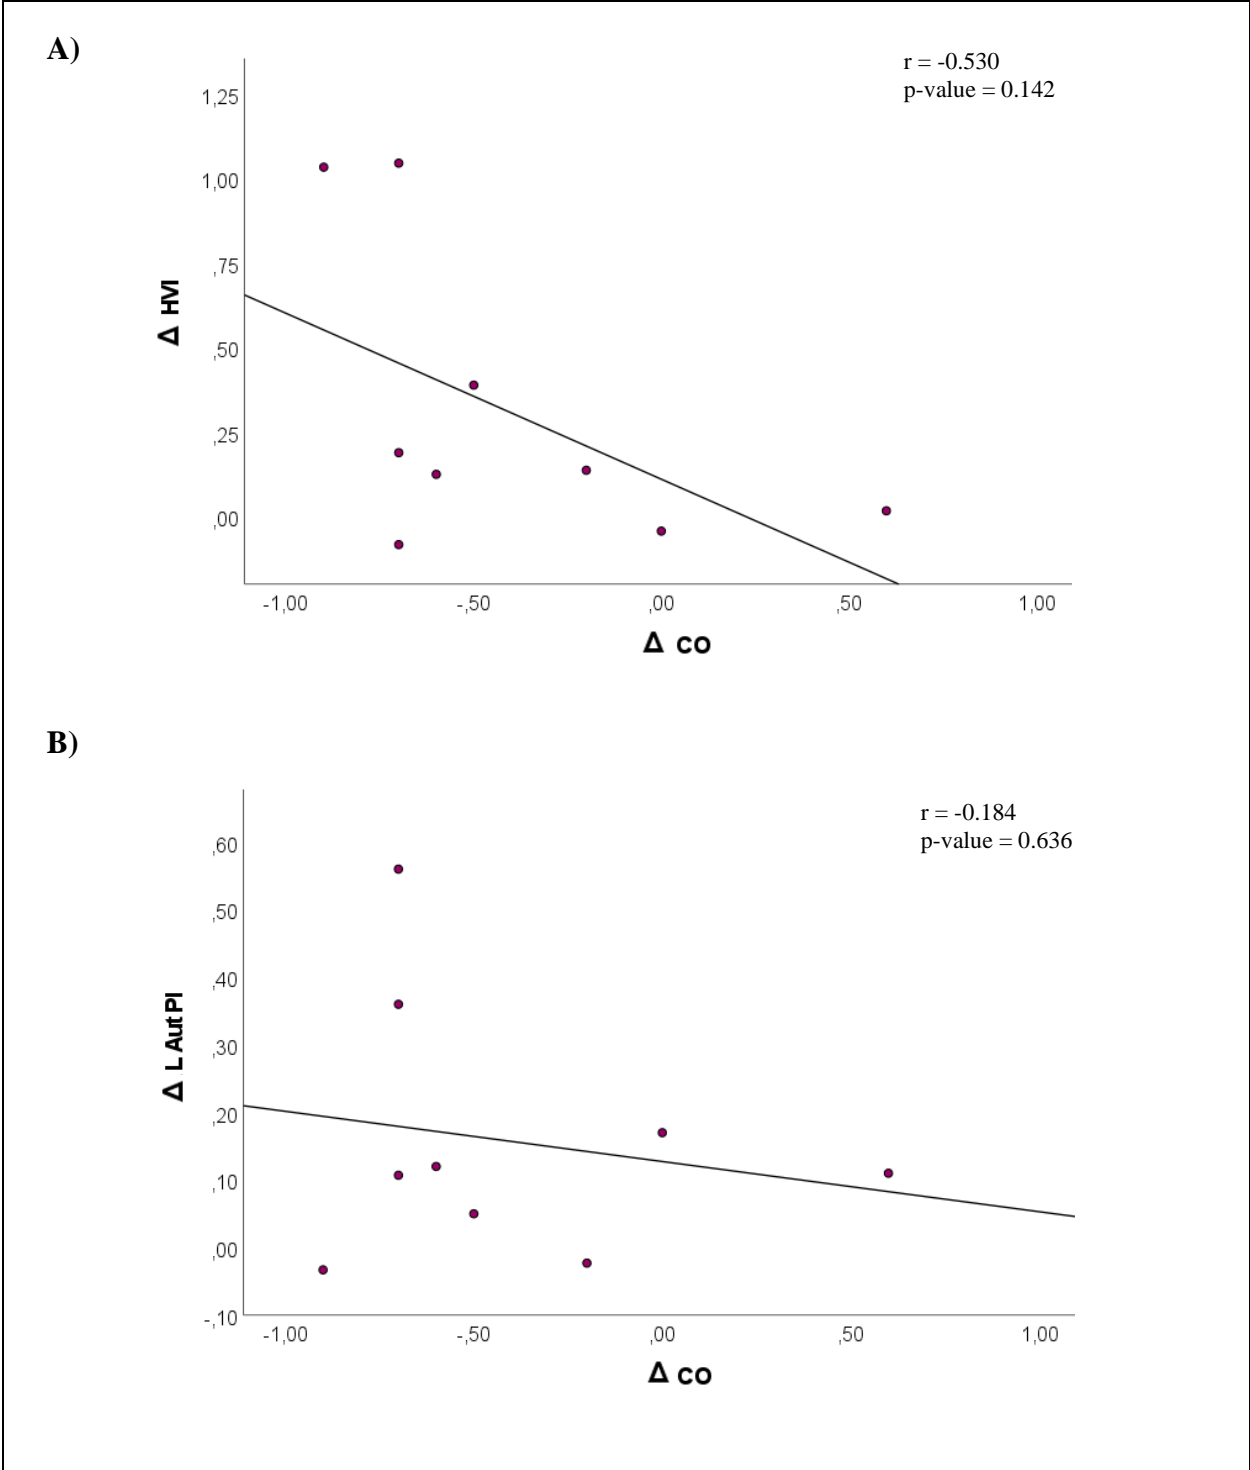 A)
r = -0.530
p-value = 0.142
1,25
1,00
,75
,50
,25
,00
Δ HVI
-1,00 -,50 ,00 ,50 1,00
Δ CO
B)
r = -0.184
p-value = 0.636
,60
,50
,40
,30
,20
,10
,00
-,10
Δ L Aut PI
-1,00 -,50 ,00 ,50 1,00
Δ CO